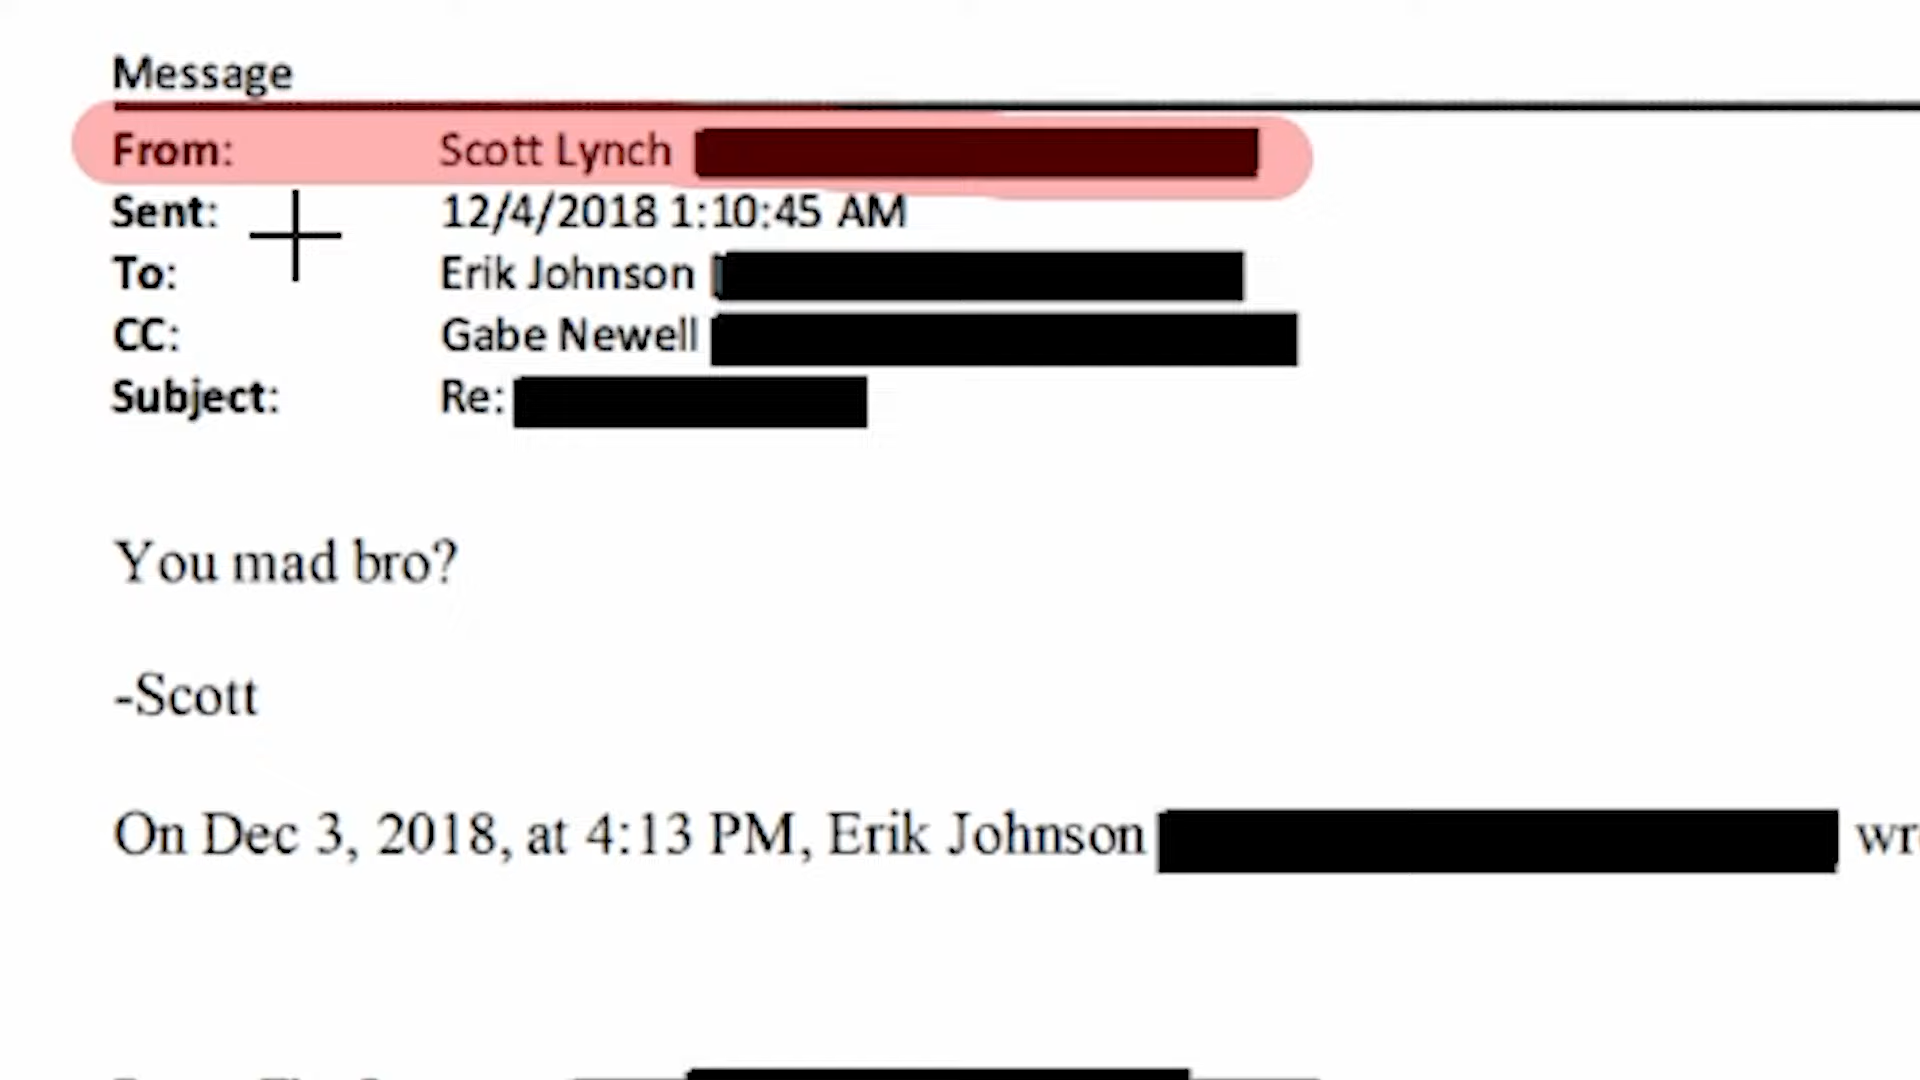 Message
From: Scott Lynch
Sent: 12/4/2018 1:10:45 AM
To: Erik Johnson
CC: Gabe Newell
Subject: Re:
You mad bro?
-Scott
On Dec 3, 2018, at 4:13 PM, Erik Johnson